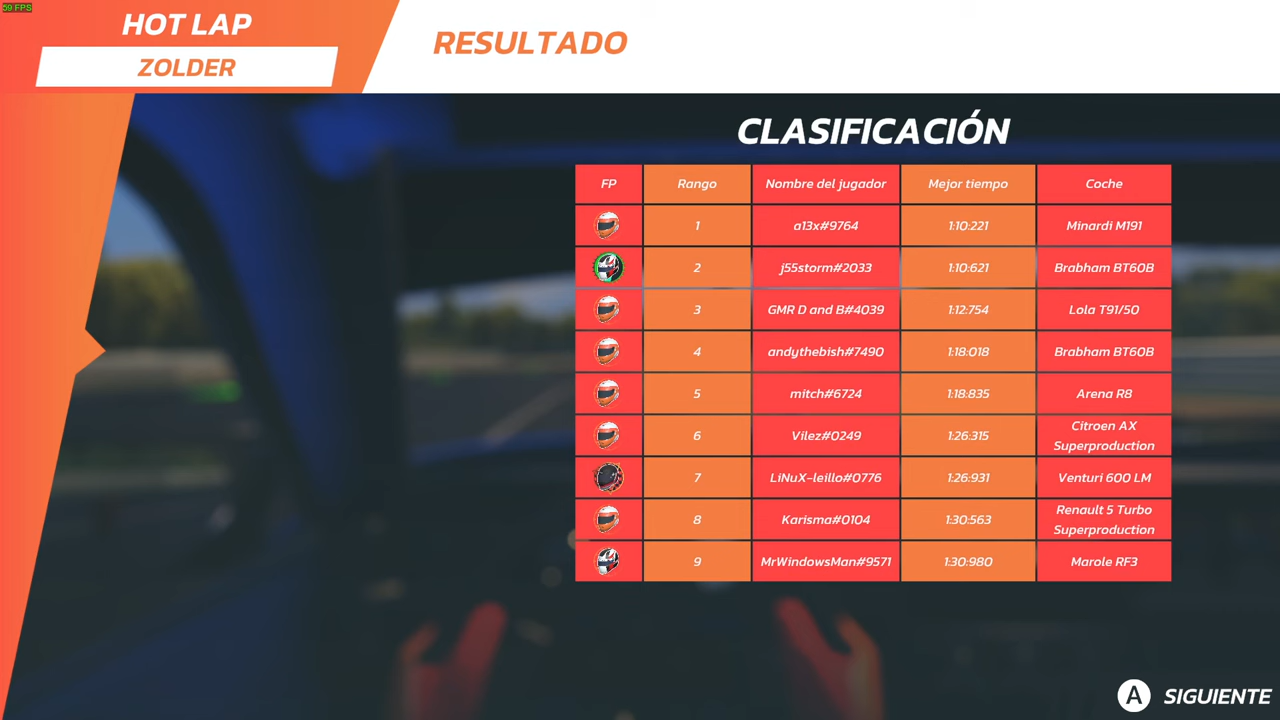 59 FPS
HOT LAP
ZOLDER
RESULTADO
CLASIFICACIÓN
FP Rango Nombre del jugador Mejor tiempo Coche
1 a13x#9764 1:10:221 Minardi M191
2 j55storm#2033 1:10:621 Brabham BT60B
3 GMR D and B#4039 1:12:754 Lola T91/50
4 andythebish#7490 1:18:018 Brabham BT60B
5 mitch#6724 1:18:835 Arena R8
6 Vilez#0249 1:26:315 Citroen AX
Superproduction
7 LiNuX-leillo#0776 1:26:931 Venturi 600 LM
8 Karisma#0104 1:30:563 Renault 5 Turbo
Superproduction
9 MrWindowsMan#9571 1:30:980 Marole RF3
A SIGUIENTE